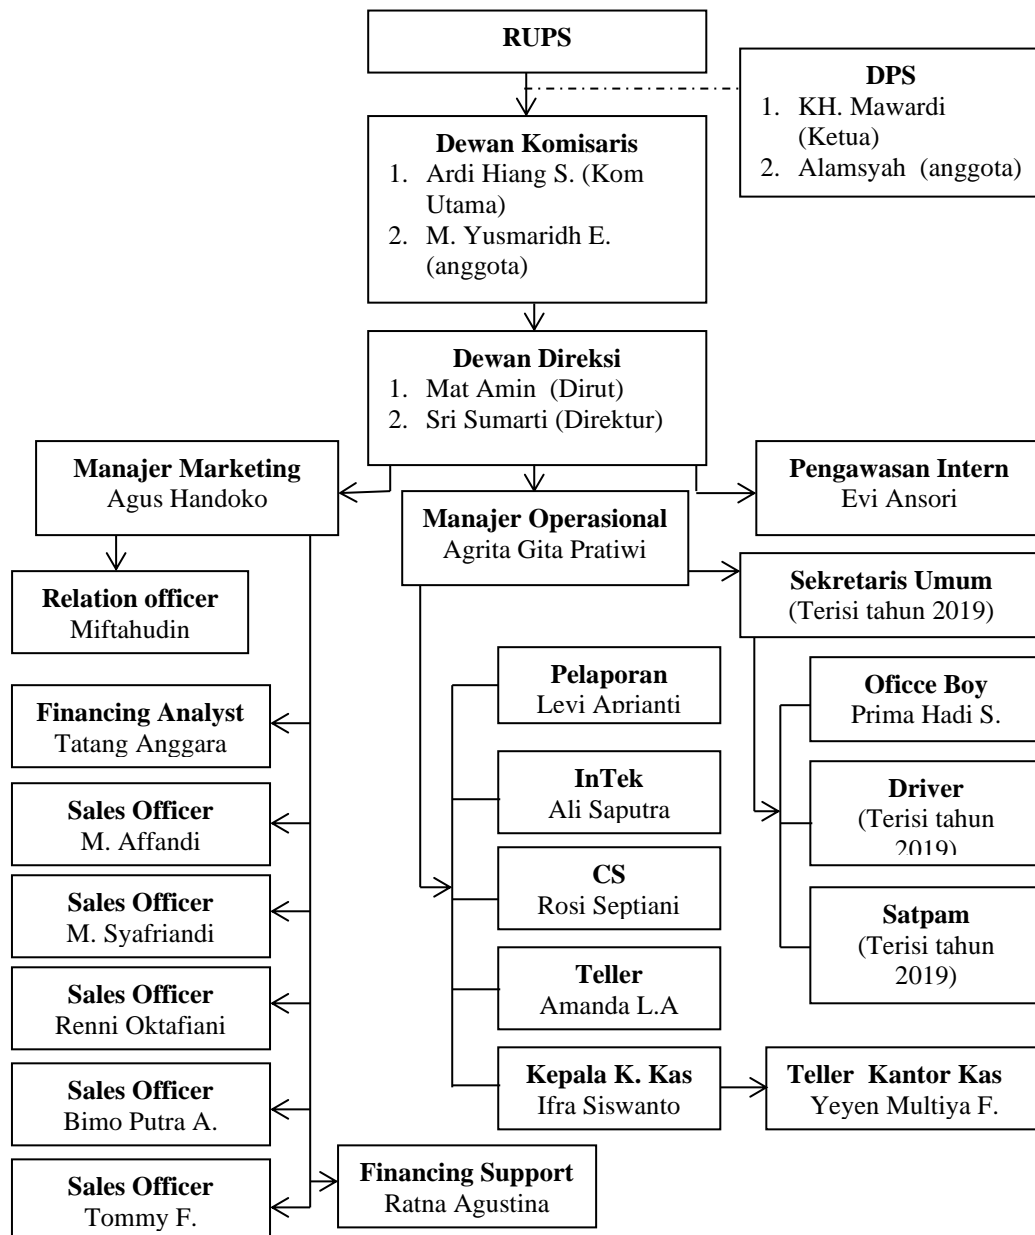 RUPS
DPS
1. KH. Mawardi
(Ketua)
2. Alamsyah (anggota)
Dewan Komisaris
1. Ardi Hiang S. (Kom
Utama)
2. M. Yusmaridh E.
(anggota)
Dewan Direksi
1. Mat Amin (Dirut)
2. Sri Sumarti (Direktur)
Manajer Marketing
Agus Handoko
Manajer Operasional
Agrita Gita Pratiwi
Pengawasan Intern
Evi Ansori
Relation officer
Miftahudin
Sekretaris Umum
(Terisi tahun 2019)
Financing Analyst
Tatang Anggara
Sales Officer
M. Affandi
Sales Officer
M. Syafriandi
Sales Officer
Renni Oktafiani
Sales Officer
Bimo Putra A.
Sales Officer
Tommy F.
Financing Support
Ratna Agustina
Pelaporan
Levi Aprianti
InTek
Ali Saputra
CS
Rosi Septiani
Teller
Amanda L.A
Kepala K. Kas
Ifra Siswanto
Teller Kantor Kas
Yeyen Multiya F.
Oficce Boy
Prima Hadi S.
Driver
(Terisi tahun
2019)
Satpam
(Terisi tahun
2019)